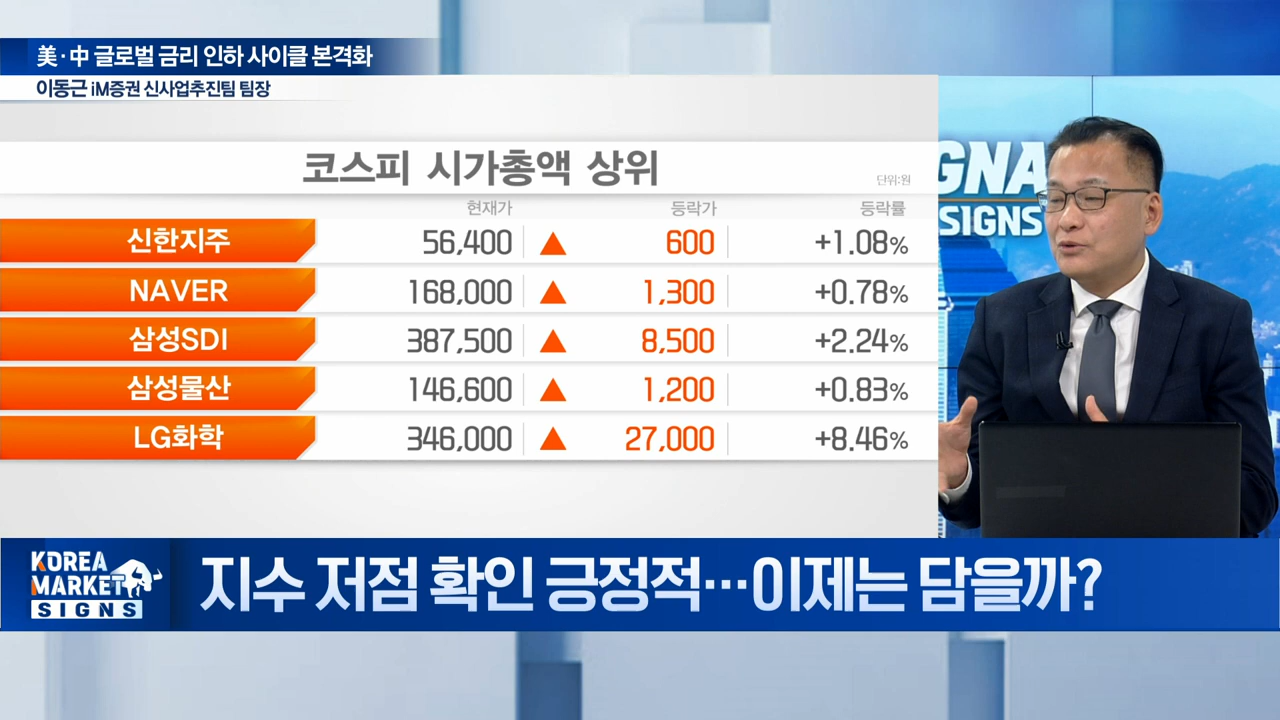 美·中 글로벌 금리 인하 사이클 본격화
이동근 iM증권 신사업추진팀 팀장
코스피 시가총액 상위
단위:원
현재가 등락가 등락률
신한지주 56,400 ▲ 600 +1.08%
NAVER 168,000 ▲ 1,300 +0.78%
삼성SDI 387,500 ▲ 8,500 +2.24%
삼성물산 146,600 ▲ 1,200 +0.83%
LG화학 346,000 ▲ 27,000 +8.46%
GNA
SIGNS
KOREA
MARKET
SIGNS
지수 저점 확인 긍정적…이제는 담을까?